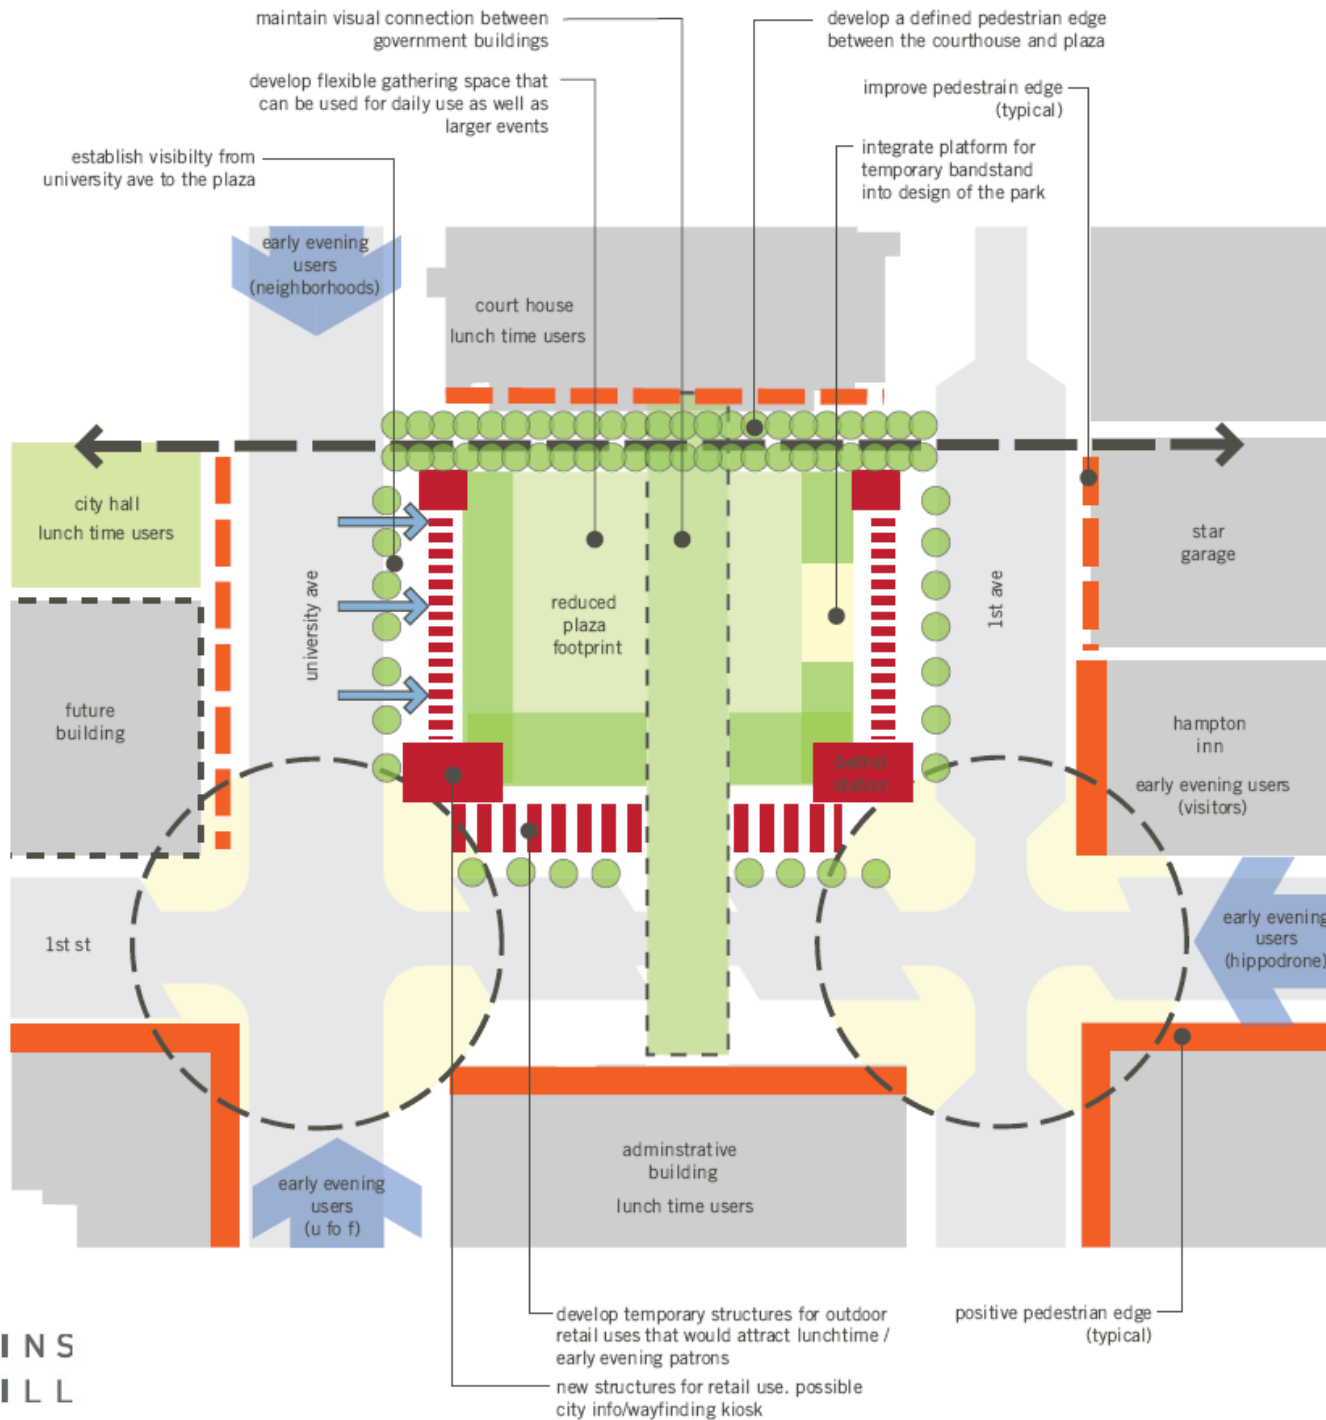 maintain visual connection between
government buildings
develop a defined pedestrian edge
between the courthouse and plaza
develop flexible gathering space that
can be used for daily use as well as
larger events
improve pedestrain edge
(typical)
establish visibilty from
university ave to the plaza
integrate platform for
temporary bandstand
into design of the park
early evening
users
(neighborhoods)
court house
lunch time users
city hall
lunch time users
star
garage
university ave
1st ave
reduced
plaza
footprint
future
building
hampton
inn
early evening users
(visitors)
bethel
station
1st st
early evening
users
(hippodrone)
adminstrative
building
lunch time users
early evening
users
(u fo f)
develop temporary structures for outdoor
retail uses that would attract lunchtime /
early evening patrons
positive pedestrian edge
(typical)
new structures for retail use. possible
city info/wayfinding kiosk
INS
ILL